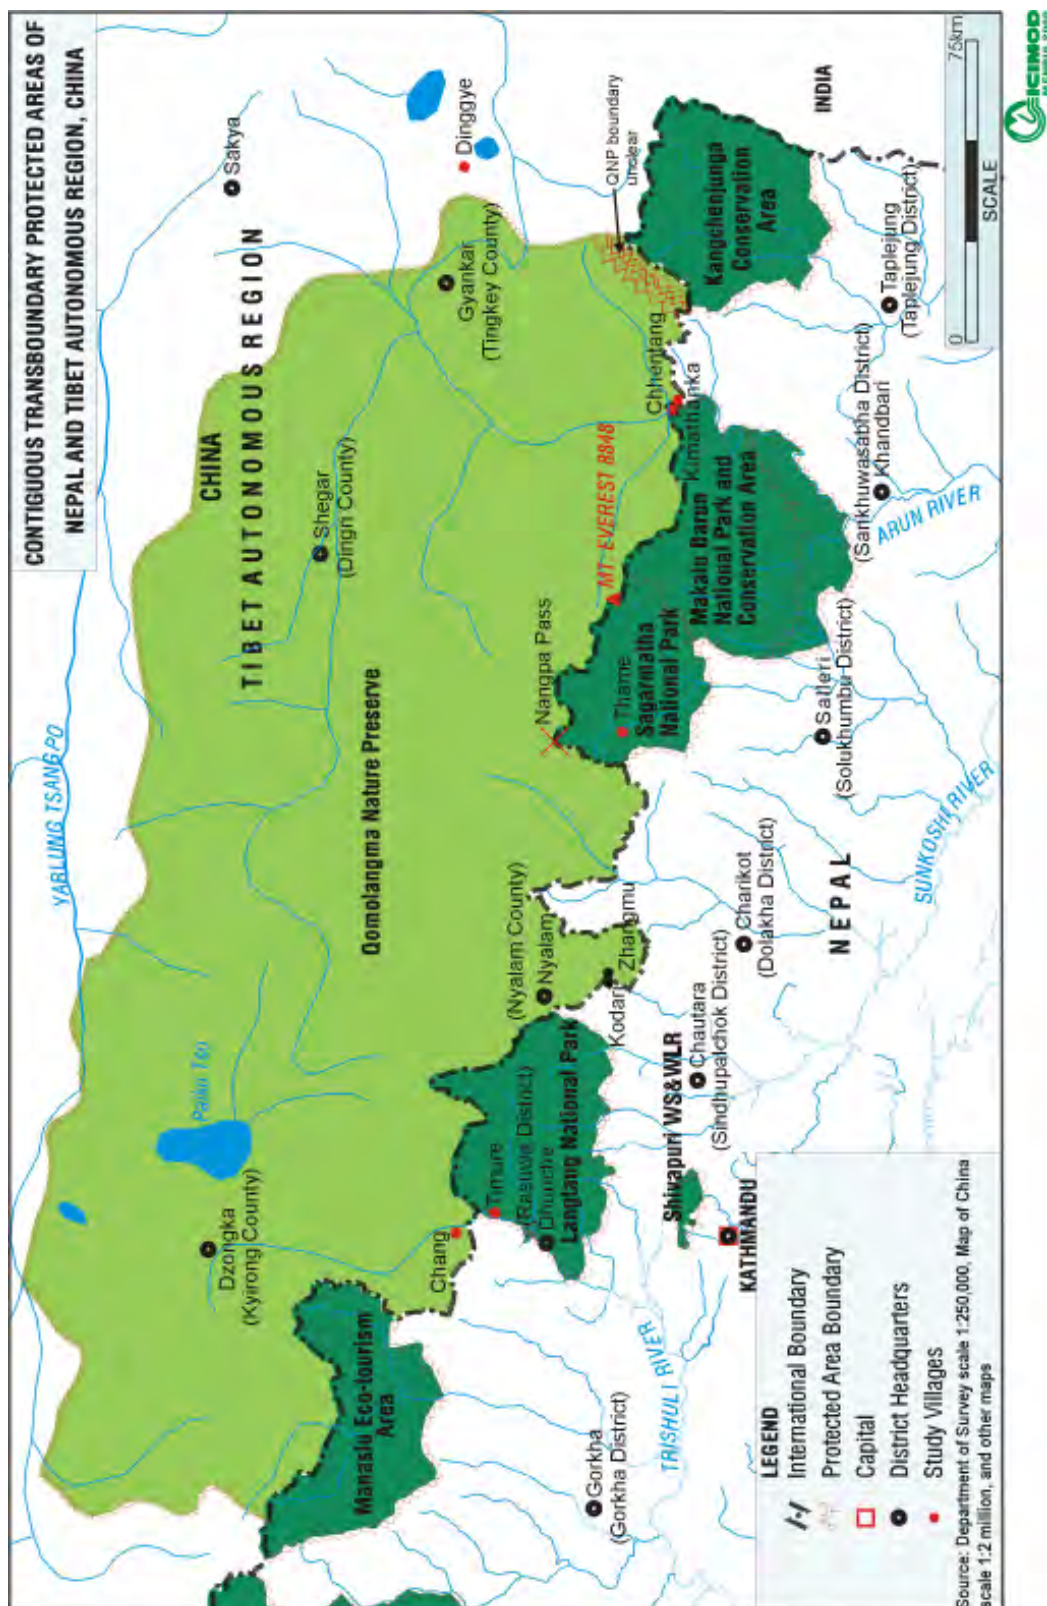 CONTIGUOUS TRANSBOUNDARY PROTECTED AREAS OF
NEPAL AND TIBET AUTONOMOUS REGION, CHINA
YARLUNG TSANGPO
Sakya
CHINA
TIBET AUTONOMOUS REGION
Dinggye
Gyankar
(Tingkey County)
Shegar
(Dingri County)
Paiku Tso
Dzongka
(Kyirong County)
Qomolangma Nature Preserve
QNP boundary
unclear
Kangchenjunga
Conservation
Area
INDIA
Chhentang
Kimathanka
MT. EVEREST 8848
Nangpa Pass
Thame
Sagarmatha
National Park
Makalu Barun
National Park and
Conservation Area
(Nyalam County)
Nyalam
Zhangmu
Kodari
Chang
Timure
(Rasuwa District)
Dhunche
Langtang National Park
Manaslu Eco-tourism
Area
Taplejung
(Taplejung District)
(Sankhuwasabha District)
Khandbari
ARUN RIVER
Salleri
(Solukhumbu District)
SUNKOSHI RIVER
Charikot
(Dolakha District)
NEPAL
Chautara
(Sindhupalchok District)
Shivapuri WS&WLR
KATHMANDU
TRISHULI RIVER
Gorkha
(Gorkha District)
LEGEND
International Boundary
Protected Area Boundary
Capital
District Headquarters
Study Villages
Source: Department of Survey scale 1:250,000, Map of China
scale 1:2 million, and other maps
0
75km
SCALE
ICIMOD